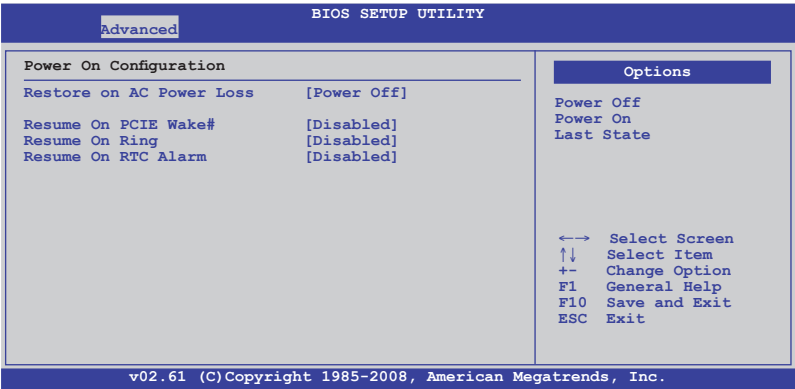 BIOS SETUP UTILITY
Advanced
Power On Configuration
Restore on AC Power Loss [Power Off]
Resume On PCIE Wake# [Disabled]
Resume On Ring [Disabled]
Resume On RTC Alarm [Disabled]
Options
Power Off
Power On
Last State
←→ Select Screen
↑↓ Select Item
+- Change Option
F1 General Help
F10 Save and Exit
ESC Exit
v02.61 (C)Copyright 1985-2008, American Megatrends, Inc.